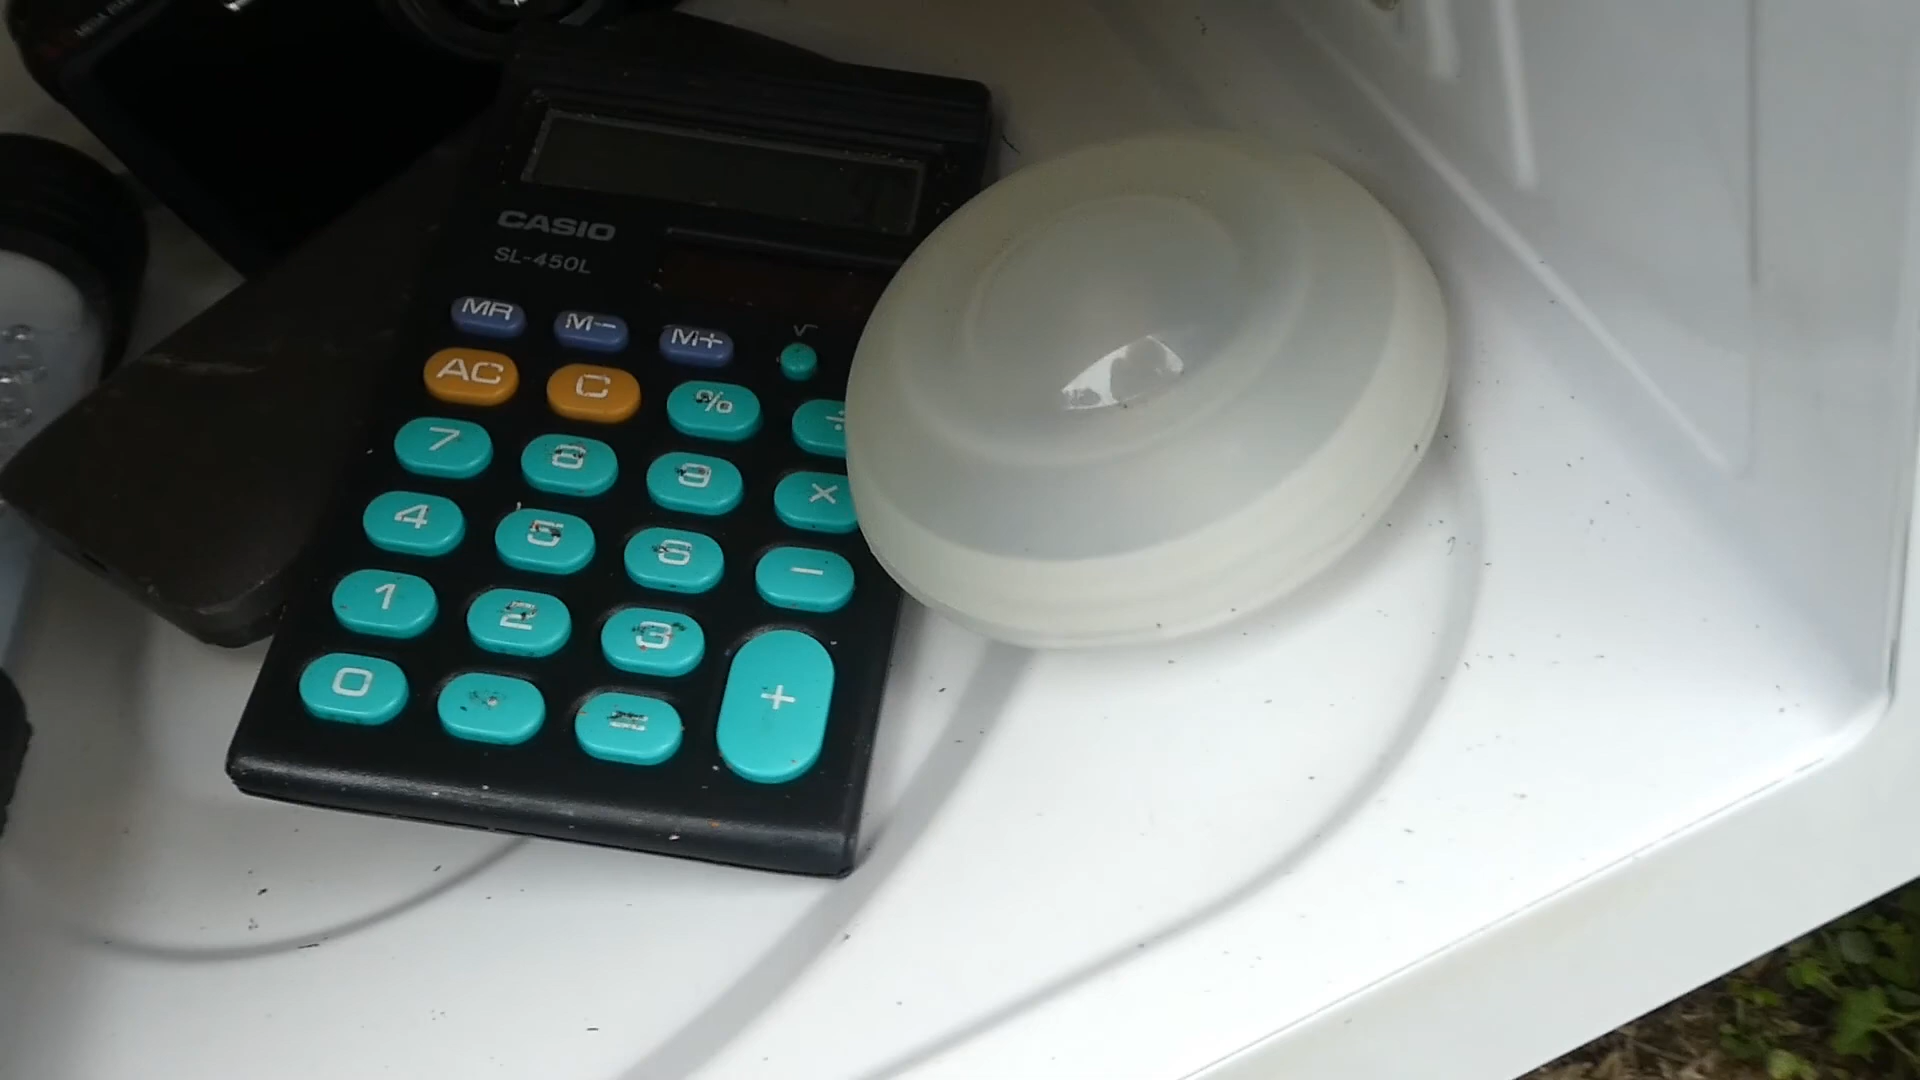 CASIO
SL-450L
MR M− M+ √
AC C % ÷
7 8 9 ×
4 5 6 −
1 2 3
0 · = +